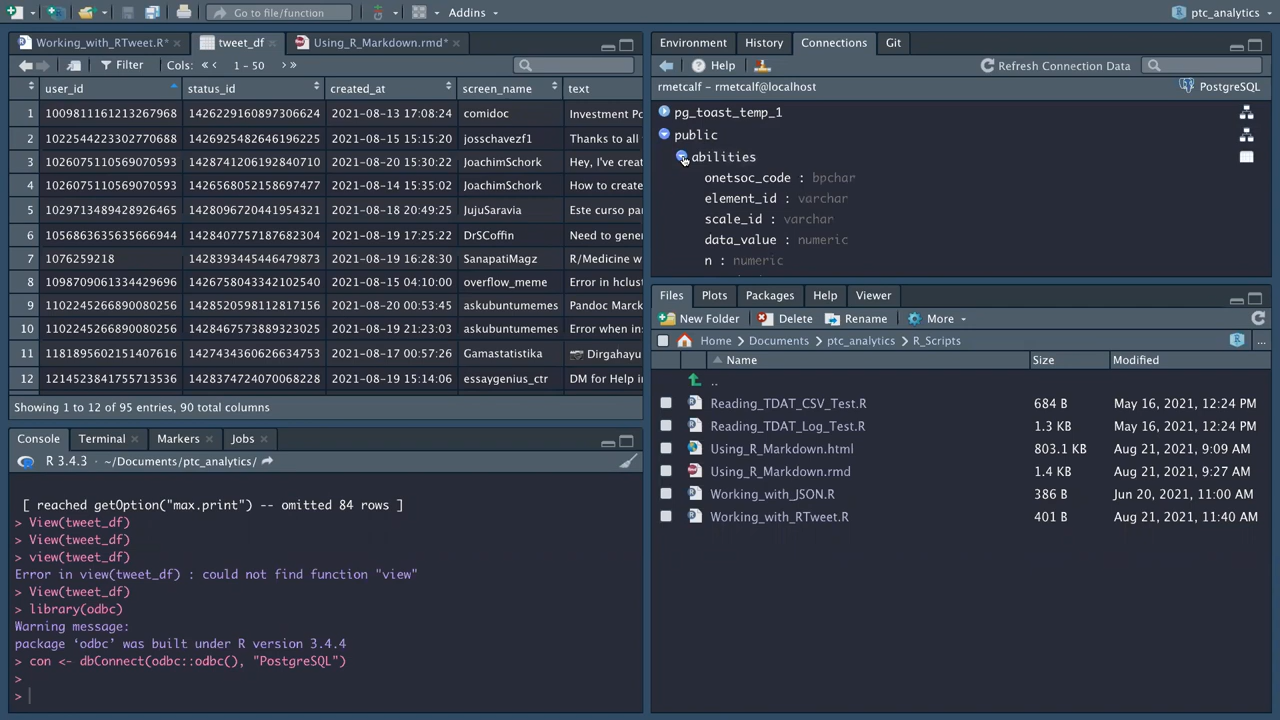 Go to file/function
Addins
ptc_analytics
Working_with_RTweet.R*
tweet_df
Using_R_Markdown.rmd*
Filter
Cols:
1 - 50
user_id status_id created_at screen_name text
1 1009811161213267968 1426229160897306624 2021-08-13 17:08:24 comidoc Investment Po
2 1022544223302770688 1426926482646196225 2021-08-15 15:15:20 josschavezf1 Thanks to all
3 1026075110569070593 1428741206192840710 2021-08-20 15:30:22 JoachimSchork Hey, I've creat
4 1026075110569070593 1426568052158697477 2021-08-14 15:35:02 JoachimSchork How to create
5 1029713489428926465 1428096720441954321 2021-08-18 20:49:25 JujuSaravia Este curso par
6 1056863635635666944 1428407757187682304 2021-08-19 17:25:22 DrSCoffin Need to gener
7 1076259218 1428393445446479873 2021-08-19 16:28:30 SanapatiMagz R/Medicine w
8 1098709061334429696 1426758043342102540 2021-08-15 04:10:00 overflow_meme Error in hclust
9 1102245266890080256 1428520598112817156 2021-08-20 00:53:45 askubuntumemes Pandoc Marck
10 1102245266890080256 1428467573889323025 2021-08-19 21:23:03 askubuntumemes Error when ins
11 1181895602151407616 1427434360626634753 2021-08-17 00:57:26 Gamastatistika Dirgahayu
12 1214523841755713536 1428374724070068228 2021-08-19 15:14:06 essaygenius_ctr DM for Help in
Showing 1 to 12 of 95 entries, 90 total columns
Console
Terminal
Markers
Jobs
R 3.4.3 · ~/Documents/ptc_analytics/
[ reached getOption("max.print") -- omitted 84 rows ]
> View(tweet_df)
> View(tweet_df)
> view(tweet_df)
Error in view(tweet_df) : could not find function "view"
> View(tweet_df)
> library(odbc)
Warning message:
package ‘odbc’ was built under R version 3.4.4
> con <- dbConnect(odbc::odbc(), "PostgreSQL")
>
>
Environment
History
Connections
Git
Help
Refresh Connection Data
rmetcalf - rmetcalf@localhost
PostgreSQL
pg_toast_temp_1
public
abilities
onetsoc_code : bpchar
element_id : varchar
scale_id : varchar
data_value : numeric
n : numeric
Files
Plots
Packages
Help
Viewer
New Folder
Delete
Rename
More
Home
Documents
ptc_analytics
R_Scripts
...
Name Size Modified
..
Reading_TDAT_CSV_Test.R 684 B May 16, 2021, 12:24 PM
Reading_TDAT_Log_Test.R 1.3 KB May 16, 2021, 12:24 PM
Using_R_Markdown.html 803.1 KB Aug 21, 2021, 9:09 AM
Using_R_Markdown.rmd 1.4 KB Aug 21, 2021, 9:27 AM
Working_with_JSON.R 386 B Jun 20, 2021, 11:00 AM
Working_with_RTweet.R 401 B Aug 21, 2021, 11:40 AM